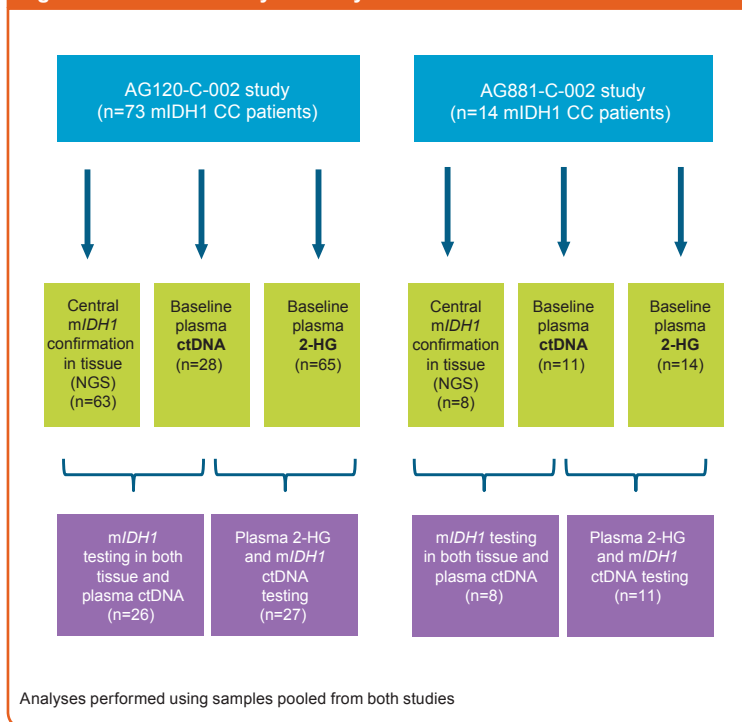 AG120-C-002 study
(n=73 mIDH1 CC patients)
AG881-C-002 study
(n=14 mIDH1 CC patients)
Central
mIDH1
confirmation
in tissue
(NGS)
(n=63)
Baseline
plasma
ctDNA
(n=28)
Baseline
plasma
2-HG
(n=65)
Central
mIDH1
confirmation
in tissue
(NGS)
(n=8)
Baseline
plasma
ctDNA
(n=11)
Baseline
plasma
2-HG
(n=14)
mIDH1
testing in both
tissue and
plasma ctDNA
(n=26)
Plasma 2-HG
and mIDH1
ctDNA
testing
(n=27)
mIDH1 testing
in both tissue and
plasma ctDNA
(n=8)
Plasma 2-HG
and mIDH1
ctDNA testing
(n=11)
Analyses performed using samples pooled from both studies